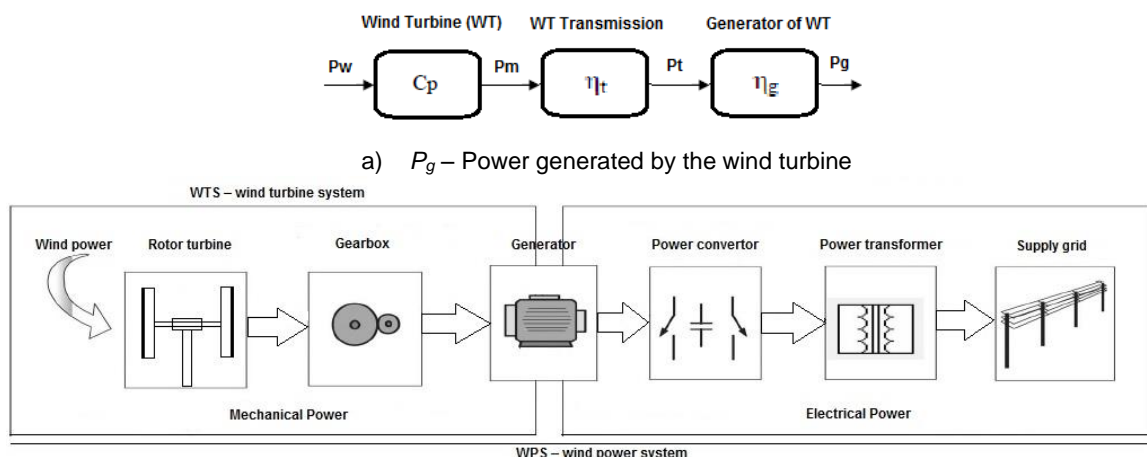 Wind Turbine (WT) WT Transmission Generator of WT
Pw Pm Pt Pg
Cp ηt ηg
a) Pg – Power generated by the wind turbine
WTS – wind turbine system
Wind power Rotor turbine Gearbox Generator Power convertor Power transformer Supply grid
Mechanical Power Electrical Power
WPS – wind power system